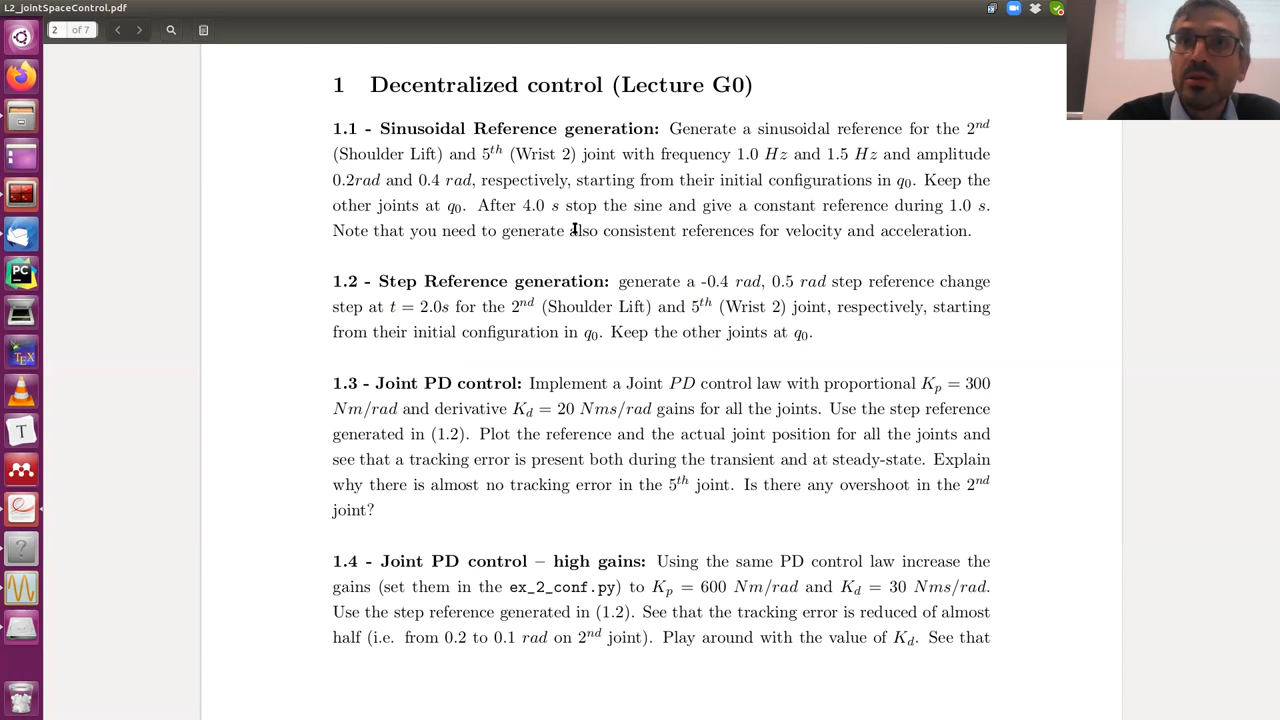 L2_jointSpaceControl.pdf
2 of 7
1 Decentralized control (Lecture G0)
1.1 - Sinusoidal Reference generation: Generate a sinusoidal reference for the 2nd
(Shoulder Lift) and 5th (Wrist 2) joint with frequency 1.0 Hz and 1.5 Hz and amplitude
0.2rad and 0.4 rad, respectively, starting from their initial configurations in q0. Keep the
other joints at q0. After 4.0 s stop the sine and give a constant reference during 1.0 s.
Note that you need to generate also consistent references for velocity and acceleration.
1.2 - Step Reference generation: generate a -0.4 rad, 0.5 rad step reference change
step at t = 2.0s for the 2nd (Shoulder Lift) and 5th (Wrist 2) joint, respectively, starting
from their initial configuration in q0. Keep the other joints at q0.
1.3 - Joint PD control: Implement a Joint PD control law with proportional Kp = 300
Nm/rad and derivative Kd = 20 Nms/rad gains for all the joints. Use the step reference
generated in (1.2). Plot the reference and the actual joint position for all the joints and
see that a tracking error is present both during the transient and at steady-state. Explain
why there is almost no tracking error in the 5th joint. Is there any overshoot in the 2nd
joint?
1.4 - Joint PD control – high gains: Using the same PD control law increase the
gains (set them in the ex_2_conf.py) to Kp = 600 Nm/rad and Kd = 30 Nms/rad.
Use the step reference generated in (1.2). See that the tracking error is reduced of almost
half (i.e. from 0.2 to 0.1 rad on 2nd joint). Play around with the value of Kd. See that
PC
TEX
T
?